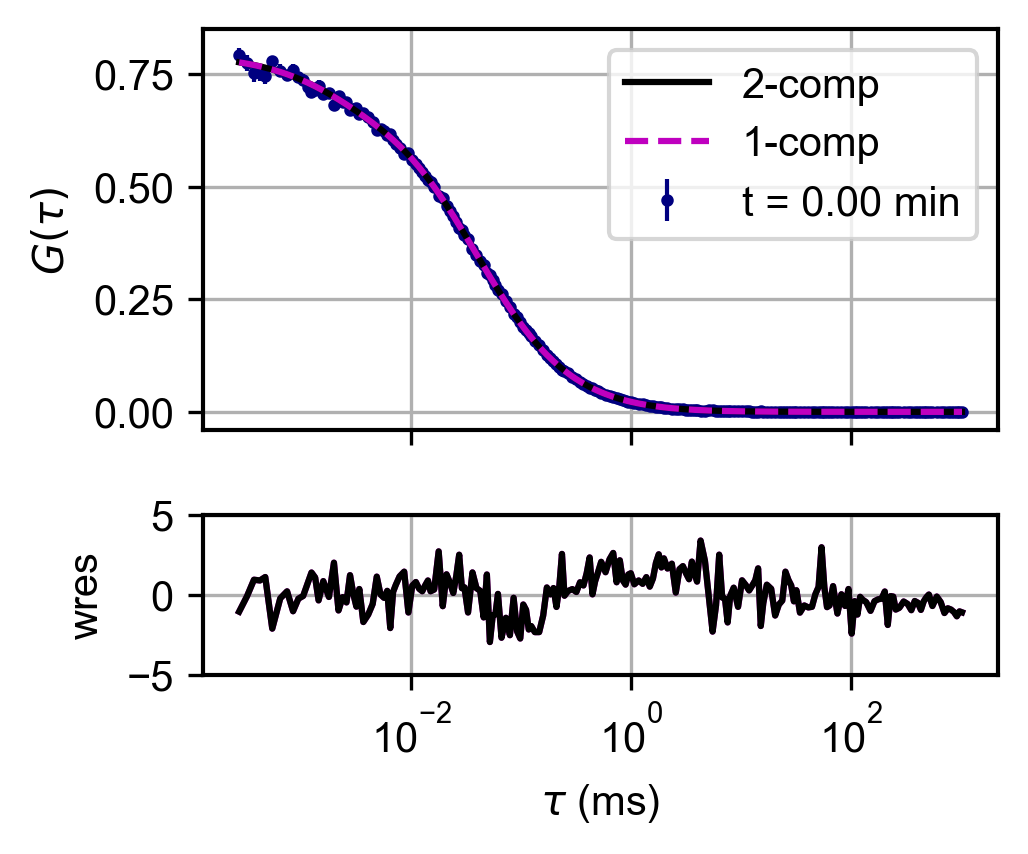 G(τ)
0.75
0.50
0.25
0.00
2-comp
1-comp
t = 0.00 min
wres
5
0
−5
10⁻² 10⁰ 10²
τ (ms)